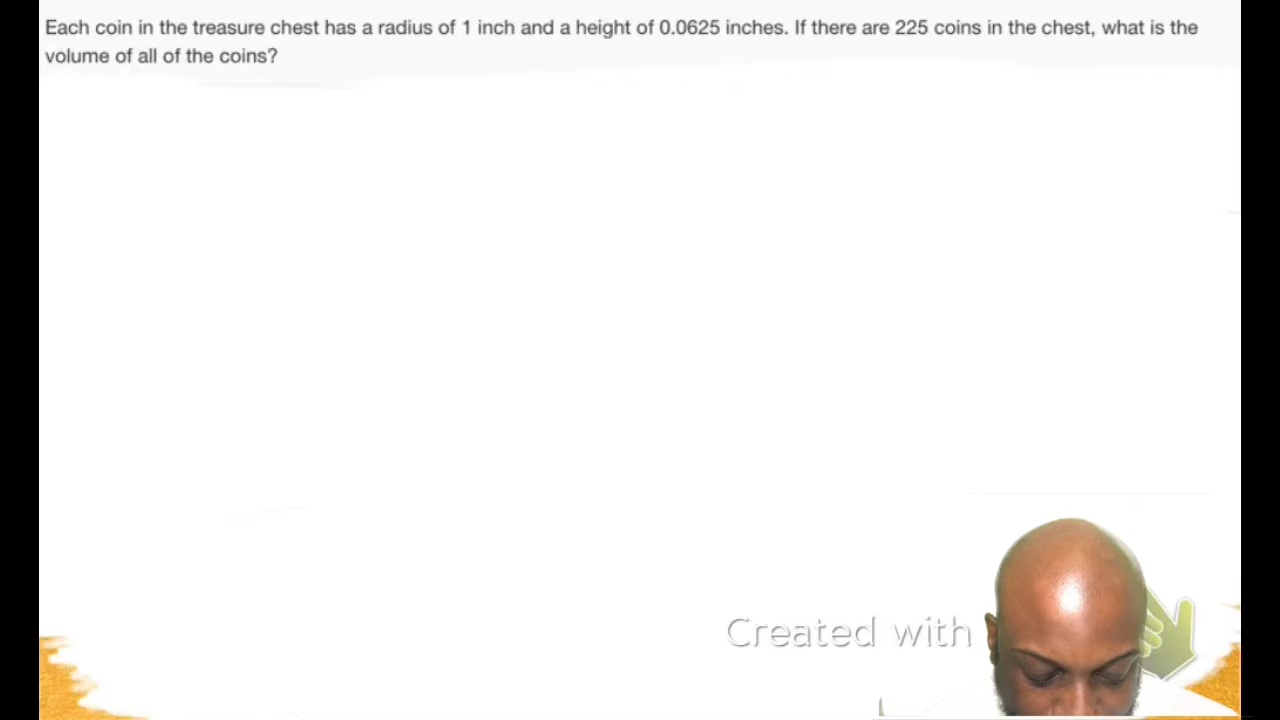 Each coin in the treasure chest has a radius of 1 inch and a height of 0.0625 inches. If there are 225 coins in the chest, what is the
volume of all of the coins?
Created with